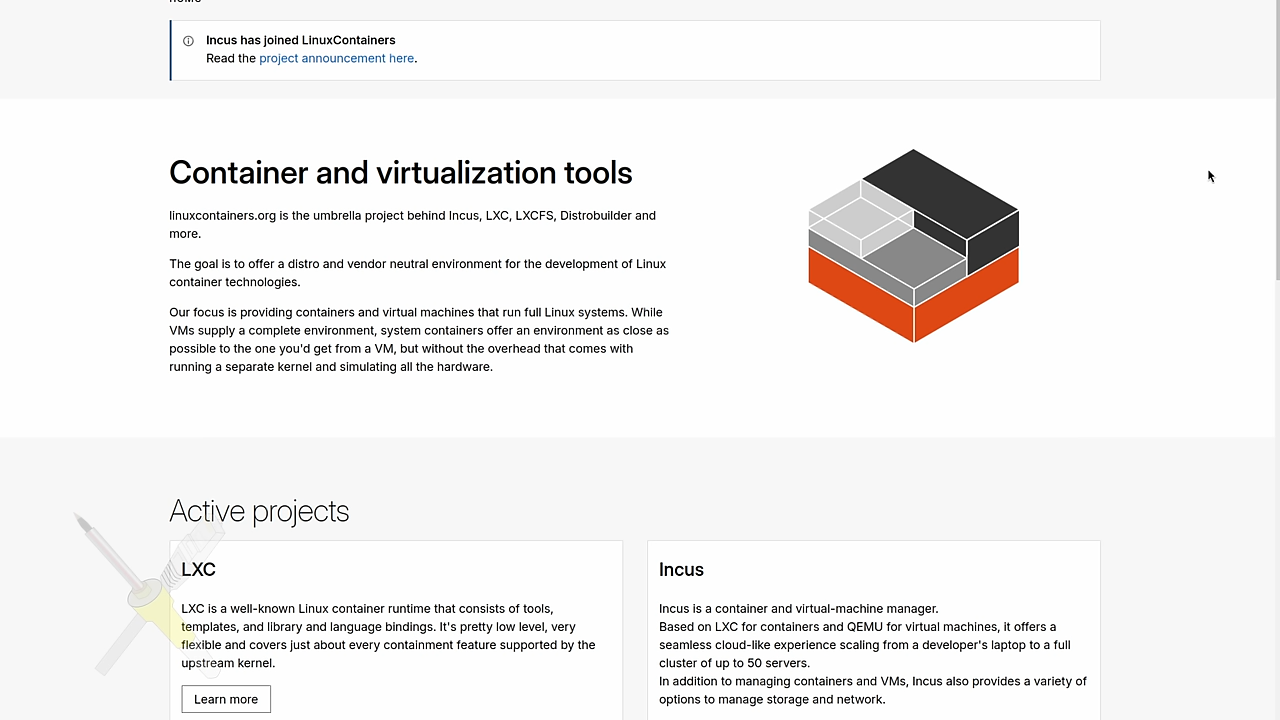 Incus has joined LinuxContainers
Read the project announcement here.
Container and virtualization tools
linuxcontainers.org is the umbrella project behind Incus, LXC, LXCFS, Distrobuilder and
more.
The goal is to offer a distro and vendor neutral environment for the development of Linux
container technologies.
Our focus is providing containers and virtual machines that run full Linux systems. While
VMs supply a complete environment, system containers offer an environment as close as
possible to the one you'd get from a VM, but without the overhead that comes with
running a separate kernel and simulating all the hardware.
Active projects
LXC
LXC is a well-known Linux container runtime that consists of tools,
templates, and library and language bindings. It's pretty low level, very
flexible and covers just about every containment feature supported by the
upstream kernel.
Learn more
Incus
Incus is a container and virtual-machine manager.
Based on LXC for containers and QEMU for virtual machines, it offers a
seamless cloud-like experience scaling from a developer's laptop to a full
cluster of up to 50 servers.
In addition to managing containers and VMs, Incus also provides a variety of
options to manage storage and network.